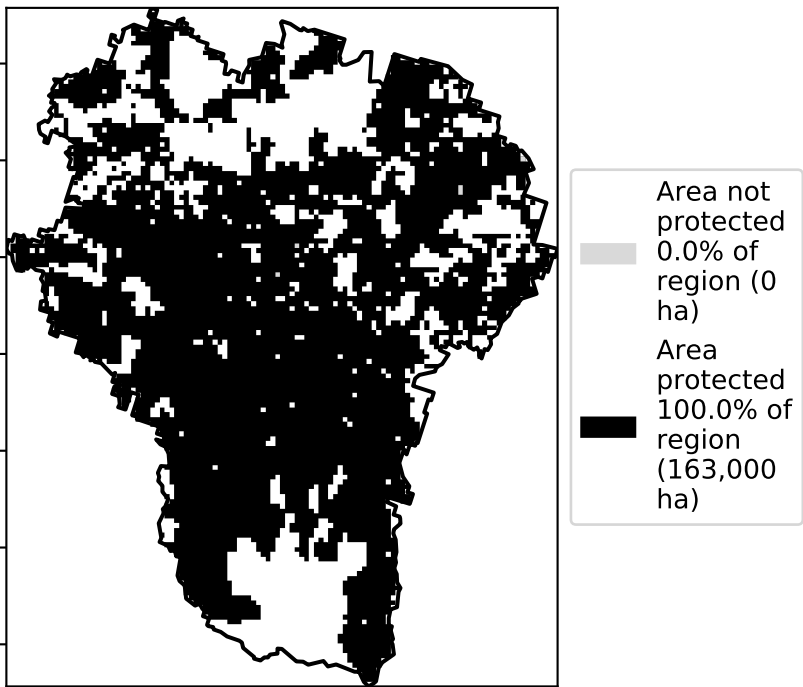 Area not
protected
0.0% of
region (0
ha)
Area
protected
100.0% of
region
(163,000
ha)